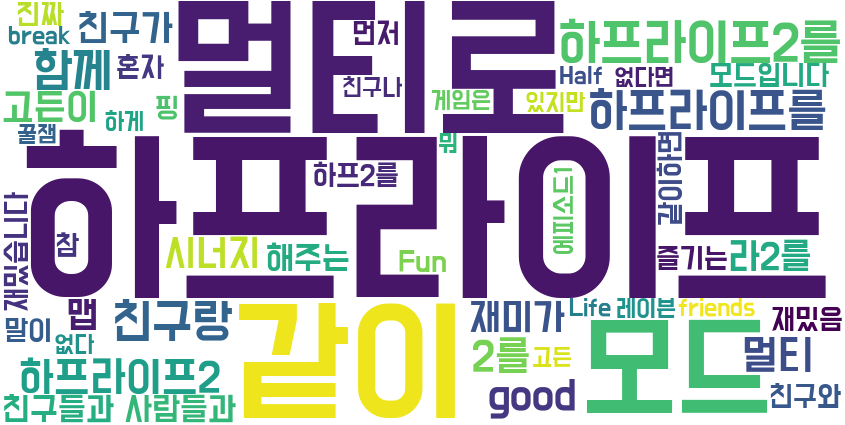 진짜
break
친구가
멀티로
먼저
하프라이프2를
함께
혼자
친구나
Half
없다면
모드입니다
고든이
핑
게임은
있지만
하프라이프를
꿀잼
하게
뭐
하프라이프
하프2를
에피소드1
같이하면
재밌습니다
참
시너지
해주는
Fun
즐기는
라2를
맵
친구랑
같이
재미가
Life
레이븐
friends
재밌음
말이
없다
모드
2를
고든
멀티
하프라이프2
good
친구와
친구들과
사람들과